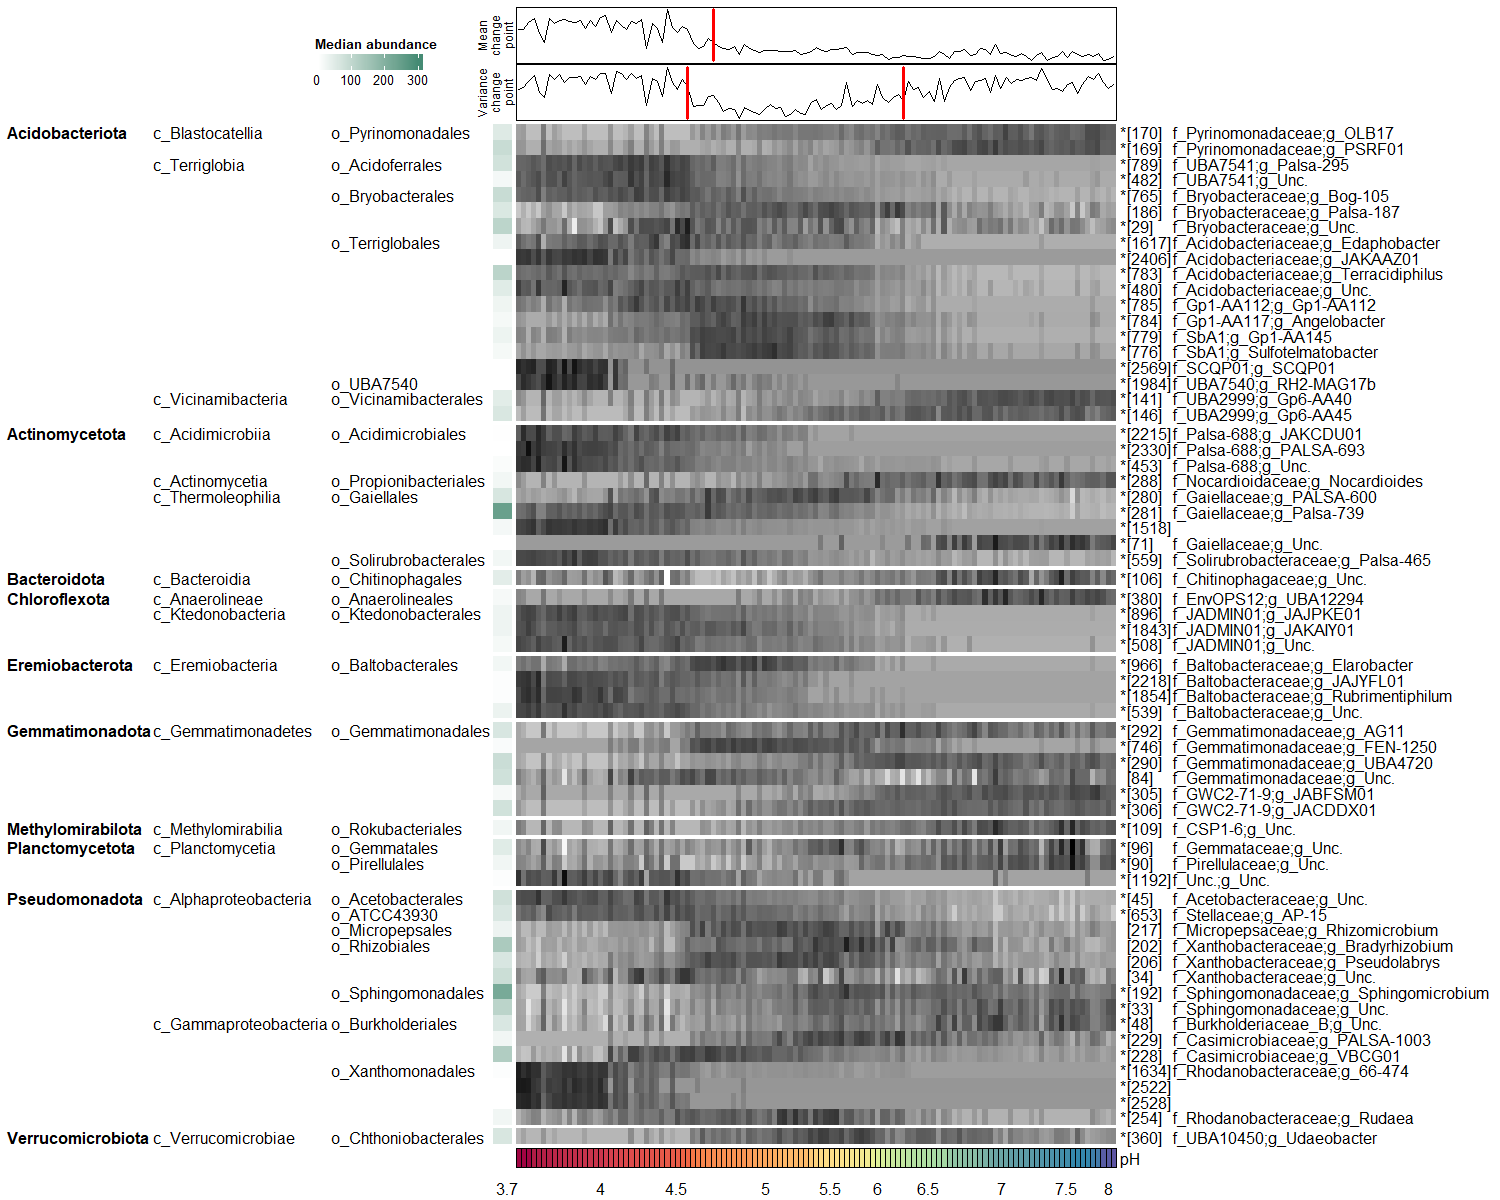 Mean change point
Median abundance
0 100 200 300
Variance change point
Acidobacteriota c_Blastocatellia o_Pyrinomonadales *[170] f_Pyrinomonadaceae;g_OLB17
*[169] f_Pyrinomonadaceae;g_PSRF01
c_Terriglobia o_Acidoferrales *[789] f_UBA7541;g_Palsa-295
*[482] f_UBA7541;g_Unc.
o_Bryobacterales *[765] f_Bryobacteraceae;g_Bog-105
[186] f_Bryobacteraceae;g_Palsa-187
*[29] f_Bryobacteraceae;g_Unc.
o_Terriglobales *[1617] f_Acidobacteriaceae;g_Edaphobacter
*[2406] f_Acidobacteriaceae;g_JAKAAZ01
*[783] f_Acidobacteriaceae;g_Terracidiphilus
*[480] f_Acidobacteriaceae;g_Unc.
*[785] f_Gp1-AA112;g_Gp1-AA112
*[784] f_Gp1-AA117;g_Angelobacter
*[779] f_SbA1;g_Gp1-AA145
*[776] f_SbA1;g_Sulfotelmatobacter
*[2569] f_SCQP01;g_SCQP01
o_UBA7540 *[1984] f_UBA7540;g_RH2-MAG17b
c_Vicinamibacteria o_Vicinamibacterales *[141] f_UBA2999;g_Gp6-AA40
*[146] f_UBA2999;g_Gp6-AA45
Actinomycetota c_Acidimicrobiia o_Acidimicrobiales *[2215] f_Palsa-688;g_JAKCDU01
*[2330] f_Palsa-688;g_PALSA-693
*[453] f_Palsa-688;g_Unc.
c_Actinomycetia o_Propionibacteriales *[288] f_Nocardioidaceae;g_Nocardioides
c_Thermoleophilia o_Gaiellales *[280] f_Gaiellaceae;g_PALSA-600
*[281] f_Gaiellaceae;g_Palsa-739
*[1518]
*[71] f_Gaiellaceae;g_Unc.
o_Solirubrobacterales *[559] f_Solirubrobacteraceae;g_Palsa-465
Bacteroidota c_Bacteroidia o_Chitinophagales *[106] f_Chitinophagaceae;g_Unc.
Chloroflexota c_Anaerolineae o_Anaerolineales *[380] f_EnvOPS12;g_UBA12294
c_Ktedonobacteria o_Ktedonobacterales *[896] f_JADMIN01;g_JAJPKE01
*[1843] f_JADMIN01;g_JAKAIY01
*[508] f_JADMIN01;g_Unc.
Eremiobacterota c_Eremiobacteria o_Baltobacterales *[966] f_Baltobacteraceae;g_Elarobacter
*[2218] f_Baltobacteraceae;g_JAJYFL01
*[1854] f_Baltobacteraceae;g_Rubrimentiphilum
*[539] f_Baltobacteraceae;g_Unc.
Gemmatimonadota c_Gemmatimonadetes o_Gemmatimonadales *[292] f_Gemmatimonadaceae;g_AG11
*[746] f_Gemmatimonadaceae;g_FEN-1250
*[290] f_Gemmatimonadaceae;g_UBA4720
[84] f_Gemmatimonadaceae;g_Unc.
*[305] f_GWC2-71-9;g_JABFSM01
*[306] f_GWC2-71-9;g_JACDDX01
Methylomirabilota c_Methylomirabilia o_Rokubacteriales *[109] f_CSP1-6;g_Unc.
Planctomycetota c_Planctomycetia o_Gemmatales *[96] f_Gemmataceae;g_Unc.
o_Pirellulales *[90] f_Pirellulaceae;g_Unc.
*[1192] f_Unc.;g_Unc.
Pseudomonadota c_Alphaproteobacteria o_Acetobacterales *[45] f_Acetobacteraceae;g_Unc.
o_ATCC43930 *[653] f_Stellaceae;g_AP-15
o_Micropepsales [217] f_Micropepsaceae;g_Rhizomicrobium
o_Rhizobiales [202] f_Xanthobacteraceae;g_Bradyrhizobium
[206] f_Xanthobacteraceae;g_Pseudolabrys
[34] f_Xanthobacteraceae;g_Unc.
o_Sphingomonadales *[192] f_Sphingomonadaceae;g_Sphingomicrobium
*[33] f_Sphingomonadaceae;g_Unc.
c_Gammaproteobacteria o_Burkholderiales *[48] f_Burkholderiaceae_B;g_Unc.
*[229] f_Casimicrobiaceae;g_PALSA-1003
*[228] f_Casimicrobiaceae;g_VBCG01
o_Xanthomonadales *[1634] f_Rhodanobacteraceae;g_66-474
*[2522]
*[2528]
*[254] f_Rhodanobacteraceae;g_Rudaea
Verrucomicrobiota c_Verrucomicrobiae o_Chthoniobacterales *[360] f_UBA10450;g_Udaeobacter
pH
3.7 4 4.5 5 5.5 6 6.5 7 7.5 8